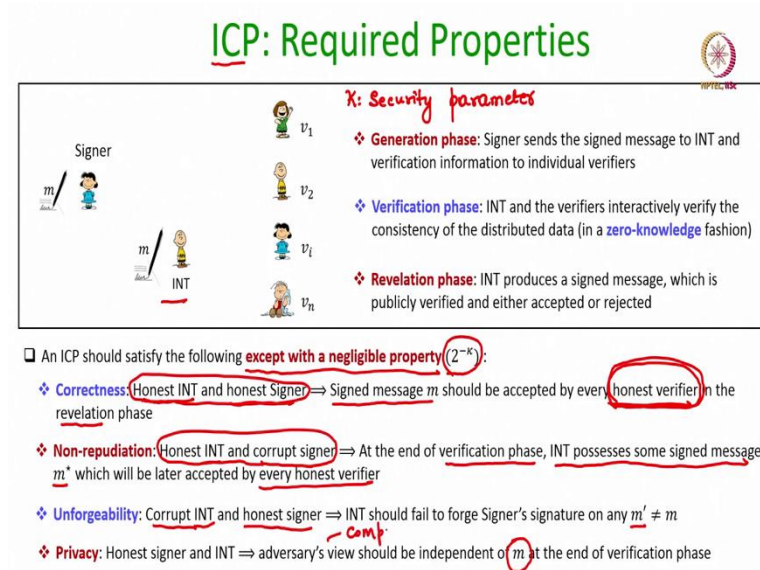 ICP: Required Properties
NPTEL, IISc
κ: Security parameter
Signer
m
m
INT
v₁
v₂
vᵢ
vₙ
❖ Generation phase: Signer sends the signed message to INT and
verification information to individual verifiers
❖ Verification phase: INT and the verifiers interactively verify the
consistency of the distributed data (in a zero-knowledge fashion)
❖ Revelation phase: INT produces a signed message, which is
publicly verified and either accepted or rejected
❑ An ICP should satisfy the following except with a negligible property (2^{-κ}) :
❖ Correctness: Honest INT and honest Signer ⟹ Signed message m should be accepted by every honest verifier in the
revelation phase
❖ Non-repudiation: Honest INT and corrupt signer ⟹ At the end of verification phase, INT possesses some signed message
m* which will be later accepted by every honest verifier
❖ Unforgeability: Corrupt INT and honest signer ⟹ INT should fail to forge Signer's signature on any m′ ≠ m
- comp.
❖ Privacy: Honest signer and INT ⟹ adversary's view should be independent of m at the end of verification phase